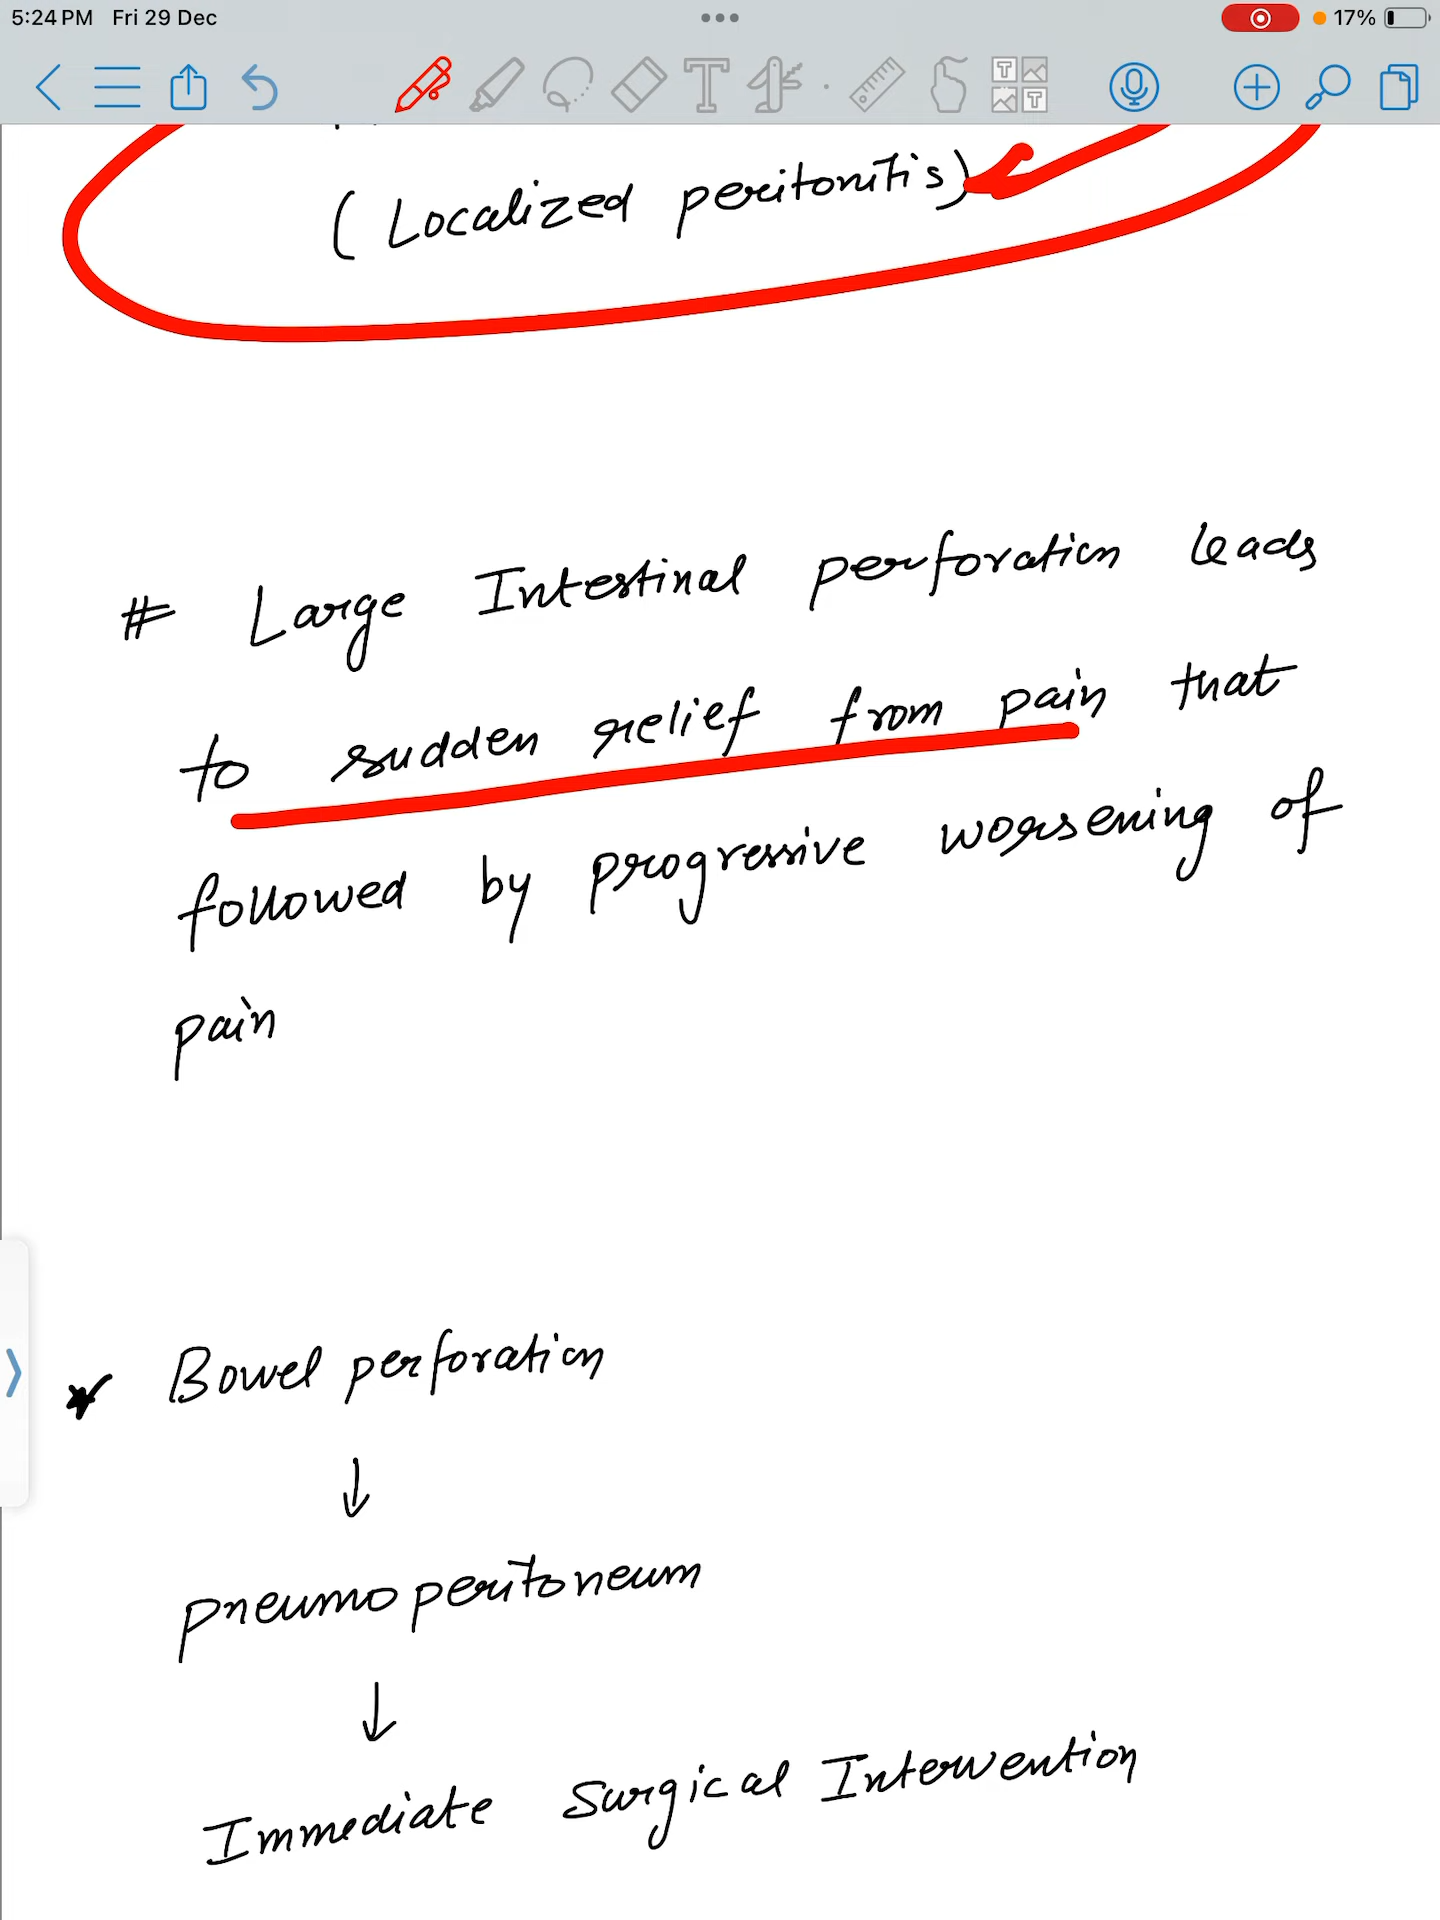 5:24 PM Fri 29 Dec
17%
(Localized peritonitis)
# Large Intestinal perforation leads
to sudden relief from pain that
followed by progressive worsening of
pain
* Bowel perforation
↓
pneumoperitoneum
↓
Immediate Surgical Intervention